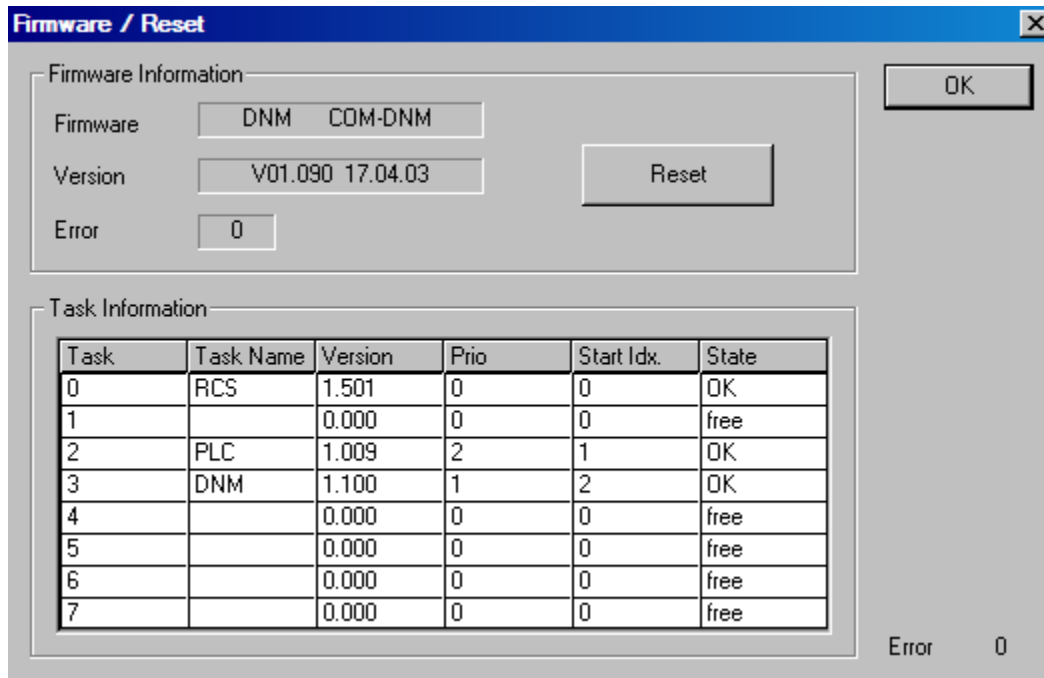 Firmware / Reset
Firmware Information
OK
Firmware DNM COM-DNM
Version V01.090 17.04.03
Reset
Error 0
Task Information
Task Task Name Version Prio Start Idx. State
0 RCS 1.501 0 0 OK
1 0.000 0 0 free
2 PLC 1.009 2 1 OK
3 DNM 1.100 1 2 OK
4 0.000 0 0 free
5 0.000 0 0 free
6 0.000 0 0 free
7 0.000 0 0 free
Error 0